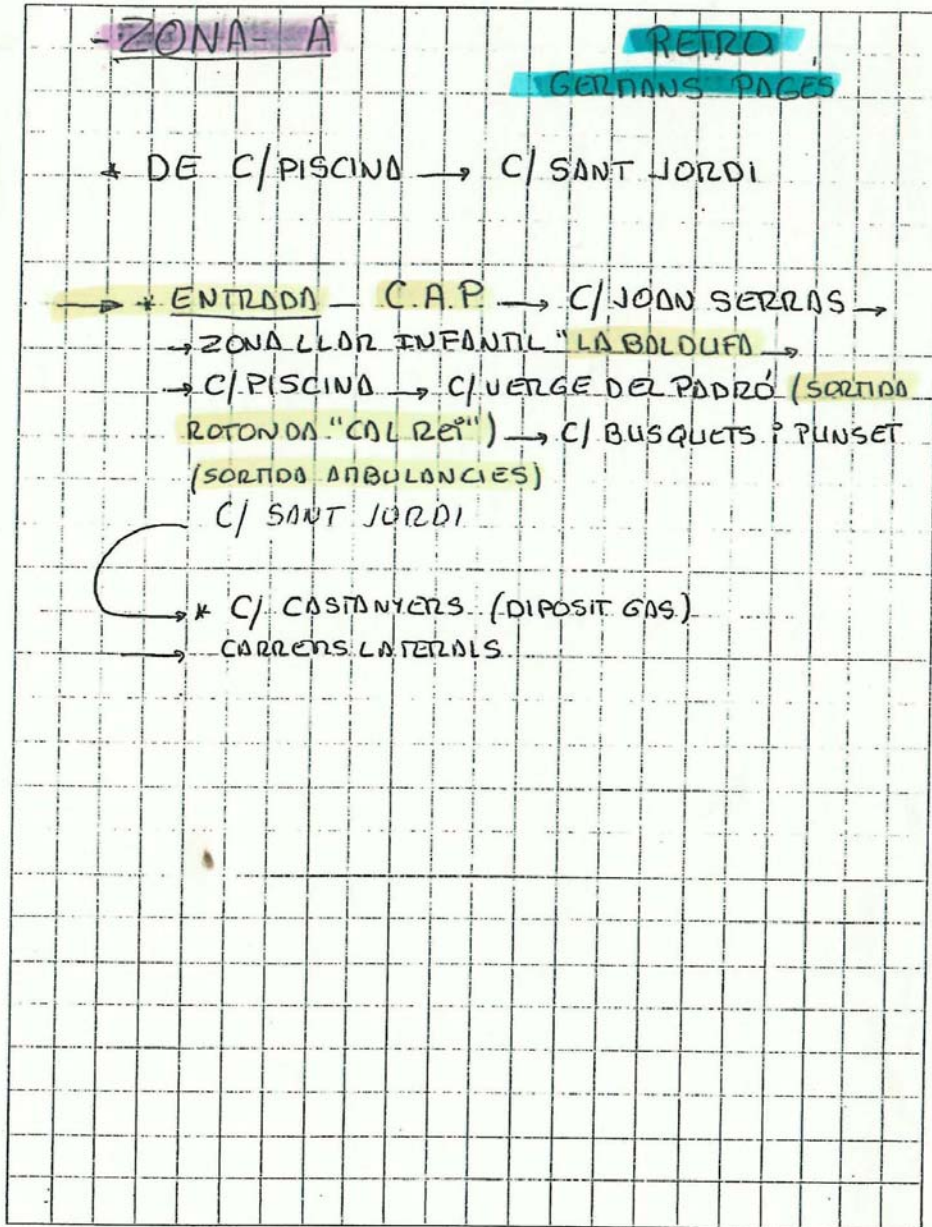 - ZONA - A
RETRO
GERMANS PAGÈS
* DE C/ PISCINA → C/ SANT JORDI
→ * ENTRADA - C.A.P. → C/ JOAN SERRAS →
→ ZONA LLAR INFANTIL "LA BALDUFA →
→ C/ PISCINA → C/ VERGE DEL PADRÓ (SORTIDA
ROTONDA "CAL REI") → C/ BUSQUETS i PUNSET
(SORTIDA AMBULANCIES)
C/ SANT JORDI
→ * C/ CASTANYERS (DIPOSIT GAS)
→ CARRERS LATERALS